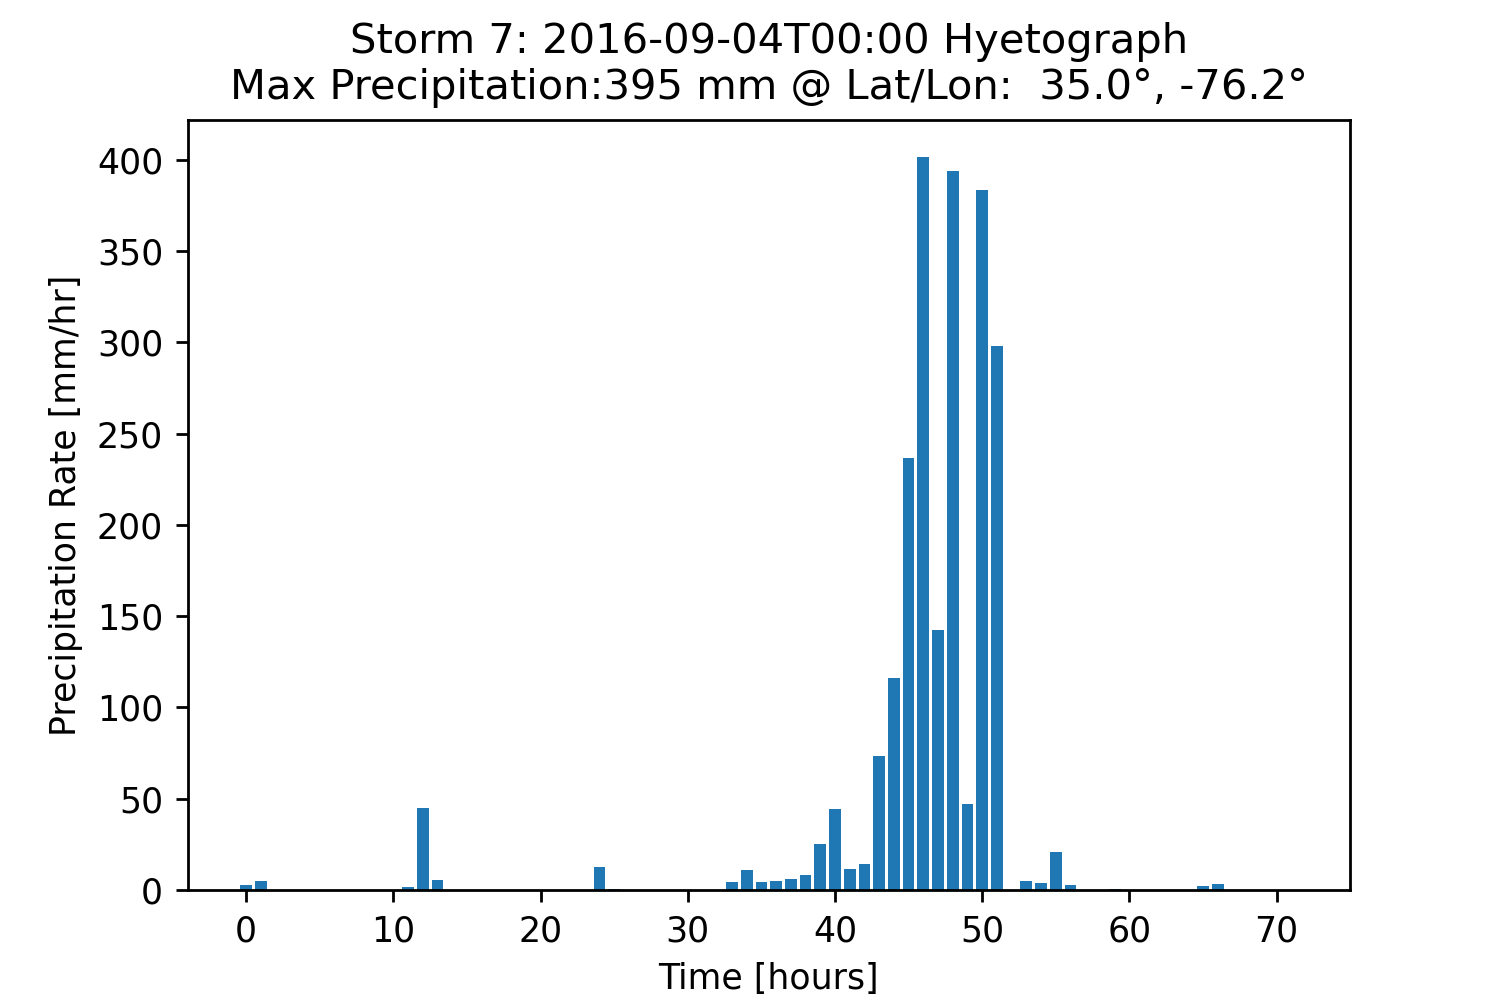 Storm 7: 2016-09-04T00:00 Hyetograph
Max Precipitation:395 mm @ Lat/Lon:  35.0°, -76.2°
400
350
300
250
200
150
100
50
0
Precipitation Rate [mm/hr]
0 10 20 30 40 50 60 70
Time [hours]